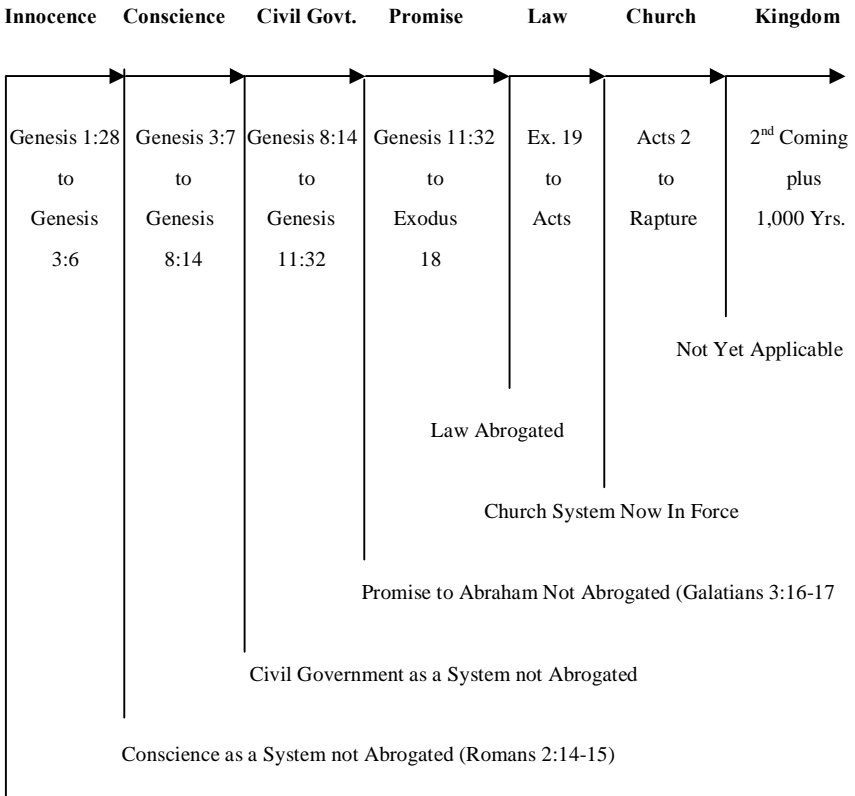 Innocence Conscience Civil Govt. Promise Law Church Kingdom
Genesis 1:28 Genesis 3:7 Genesis 8:14 Genesis 11:32 Ex. 19 Acts 2 2nd Coming
to to to to to to plus
Genesis Genesis Genesis Exodus Acts Rapture 1,000 Yrs.
3:6 8:14 11:32 18
Not Yet Applicable
Law Abrogated
Church System Now In Force
Promise to Abraham Not Abrogated (Galatians 3:16-17
Civil Government as a System not Abrogated
Conscience as a System not Abrogated (Romans 2:14-15)